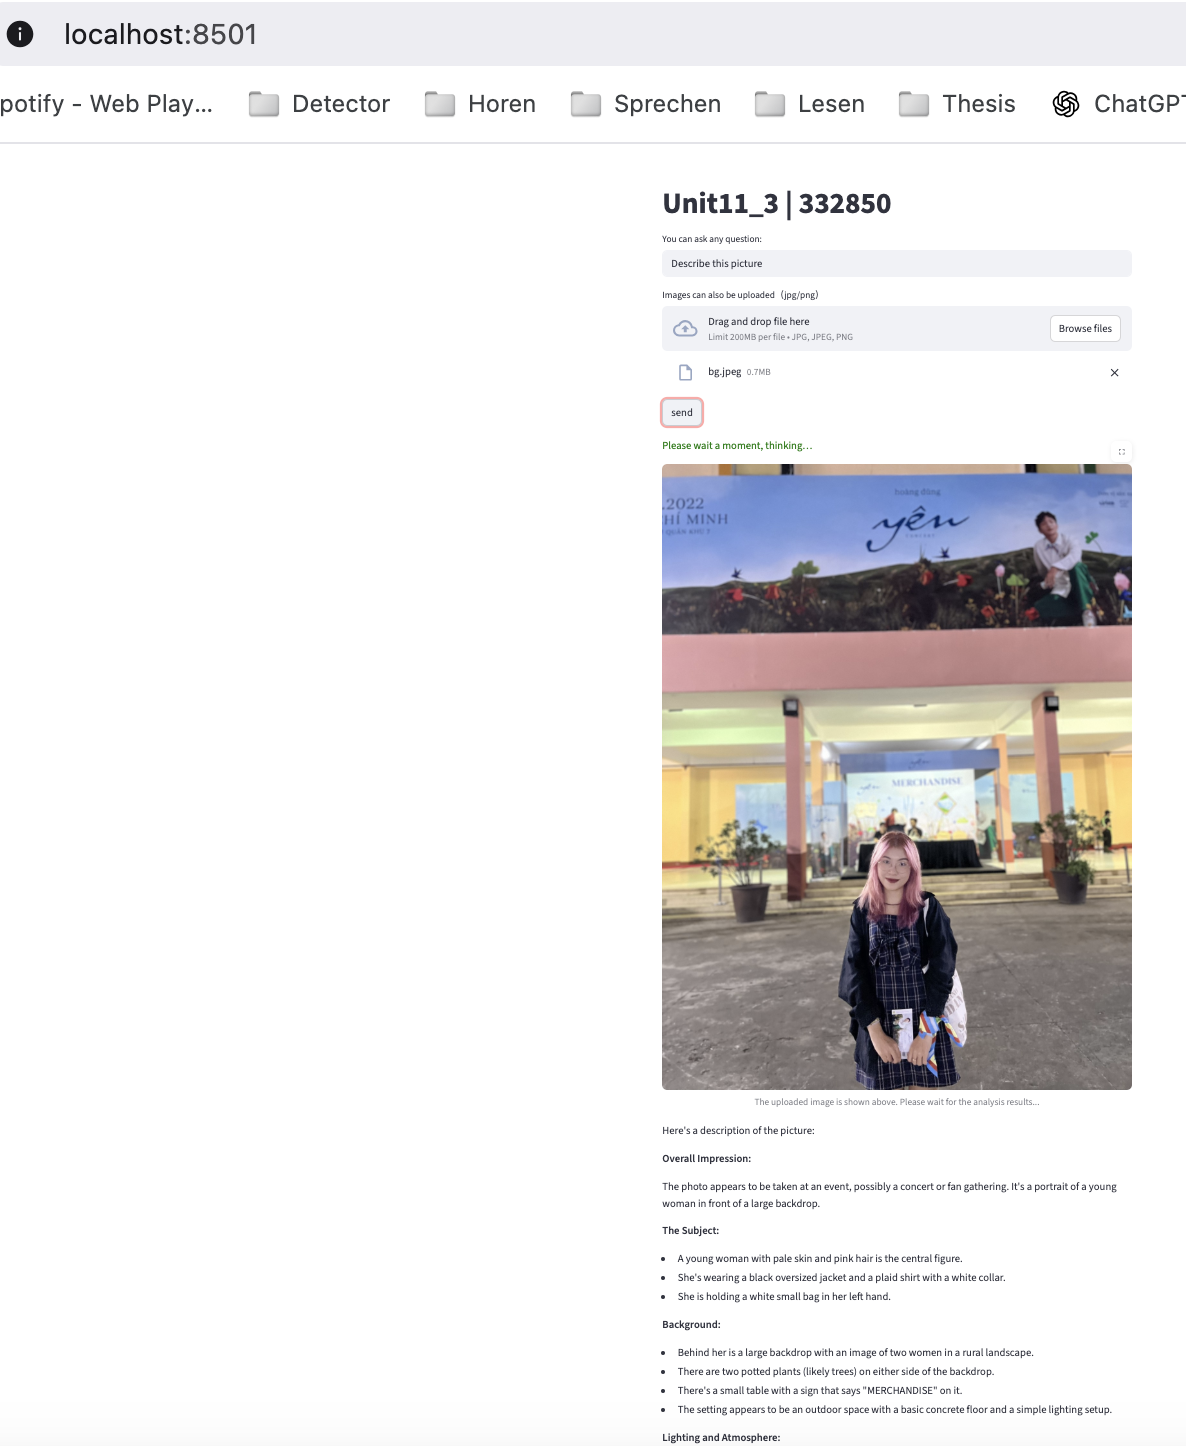 localhost:8501
potify - Web Play...
Detector
Horen
Sprechen
Lesen
Thesis
ChatGPT
Unit11_3 | 332850
You can ask any question:
Describe this picture
Images can also be uploaded (jpg/png)
Drag and drop file here
Limit 200MB per file • JPG, JPEG, PNG
Browse files
bg.jpeg 0.7MB
send
Please wait a moment, thinking...
.2022
HÍ MINH
QUÂN KHU 7
hoàng dũng
yên
CONCERT
yên
MERCHANDISE
The uploaded image is shown above. Please wait for the analysis results...
Here's a description of the picture:
Overall Impression:
The photo appears to be taken at an event, possibly a concert or fan gathering. It's a portrait of a young
woman in front of a large backdrop.
The Subject:
• A young woman with pale skin and pink hair is the central figure.
• She's wearing a black oversized jacket and a plaid shirt with a white collar.
• She is holding a white small bag in her left hand.
Background:
• Behind her is a large backdrop with an image of two women in a rural landscape.
• There are two potted plants (likely trees) on either side of the backdrop.
• There's a small table with a sign that says "MERCHANDISE" on it.
• The setting appears to be an outdoor space with a basic concrete floor and a simple lighting setup.
Lighting and Atmosphere: